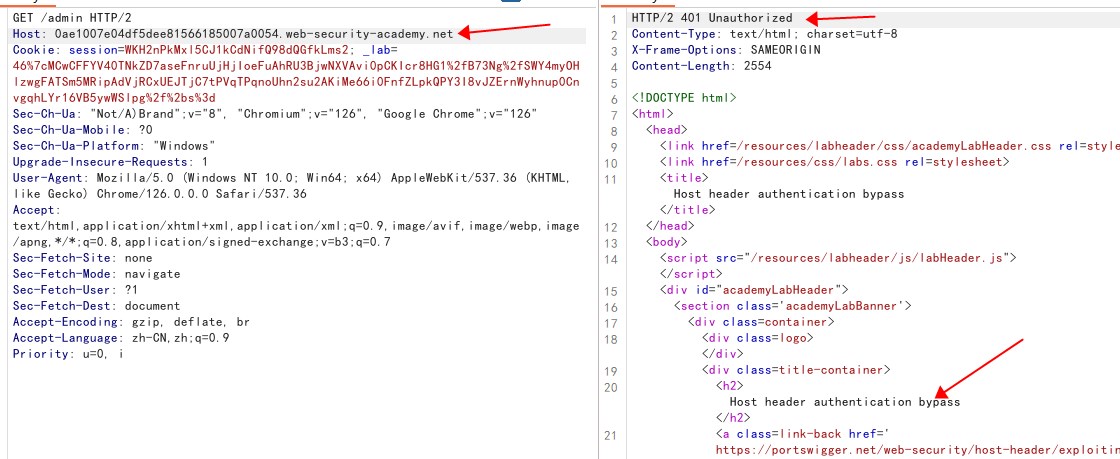 GET /admin HTTP/2
Host: 0ae1007e04df5dee81566185007a0054.web-security-academy.net
Cookie: session=WKH2nPkMxl5CJ1kCdNifQ98dQGfkLms2; _lab=
46%7cMCwCFFYV4OTNkZD7aseFnruUjHjIoeFuAhRU3BjwNXVAvi0pCKlcr8HG1%2fB73Ng%2fSWY4myOH
lzwgFATSm5MRipAdVjRCxUEJTjC7tPVqTPqnoUhn2su2AKiMe66i0FnfZLpkQPY3l8vJZErnWyhnup0Cn
vgqhLYr16VB5ywWSlpg%2f%2bs%3d
Sec-Ch-Ua: "Not/A)Brand";v="8", "Chromium";v="126", "Google Chrome";v="126"
Sec-Ch-Ua-Mobile: ?0
Sec-Ch-Ua-Platform: "Windows"
Upgrade-Insecure-Requests: 1
User-Agent: Mozilla/5.0 (Windows NT 10.0; Win64; x64) AppleWebKit/537.36 (KHTML,
like Gecko) Chrome/126.0.0.0 Safari/537.36
Accept:
text/html,application/xhtml+xml,application/xml;q=0.9,image/avif,image/webp,image
/apng,*/*;q=0.8,application/signed-exchange;v=b3;q=0.7
Sec-Fetch-Site: none
Sec-Fetch-Mode: navigate
Sec-Fetch-User: ?1
Sec-Fetch-Dest: document
Accept-Encoding: gzip, deflate, br
Accept-Language: zh-CN,zh;q=0.9
Priority: u=0, i
1 HTTP/2 401 Unauthorized
2 Content-Type: text/html; charset=utf-8
3 X-Frame-Options: SAMEORIGIN
4 Content-Length: 2554
5
6 <!DOCTYPE html>
7 <html>
8 <head>
9 <link href=/resources/labheader/css/academyLabHeader.css rel=style
10 <link href=/resources/css/labs.css rel=stylesheet>
11 <title>
Host header authentication bypass
</title>
12 </head>
13 <body>
14 <script src="/resources/labheader/js/labHeader.js">
</script>
15 <div id="academyLabHeader">
16 <section class='academyLabBanner'>
17 <div class=container>
18 <div class=logo>
</div>
19 <div class=title-container>
20 <h2>
Host header authentication bypass
</h2>
21 <a class=link-back href='
https://portswigger.net/web-security/host-header/exploitin